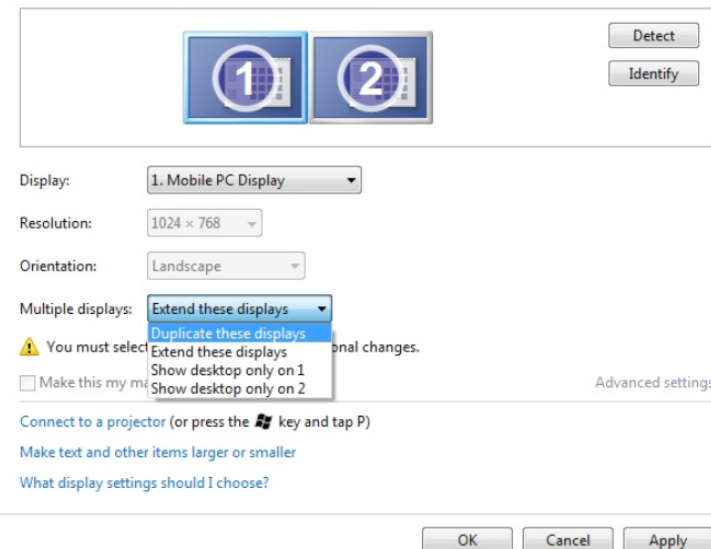 1 2
Detect
Identify
Display: 1. Mobile PC Display
Resolution: 1024 × 768
Orientation: Landscape
Multiple displays: Extend these displays
Duplicate these displays
You must select onal changes.
Extend these displays
Show desktop only on 1
Make this my ma Advanced settings
Show desktop only on 2
Connect to a projector (or press the key and tap P)
Make text and other items larger or smaller
What display settings should I choose?
OK Cancel Apply